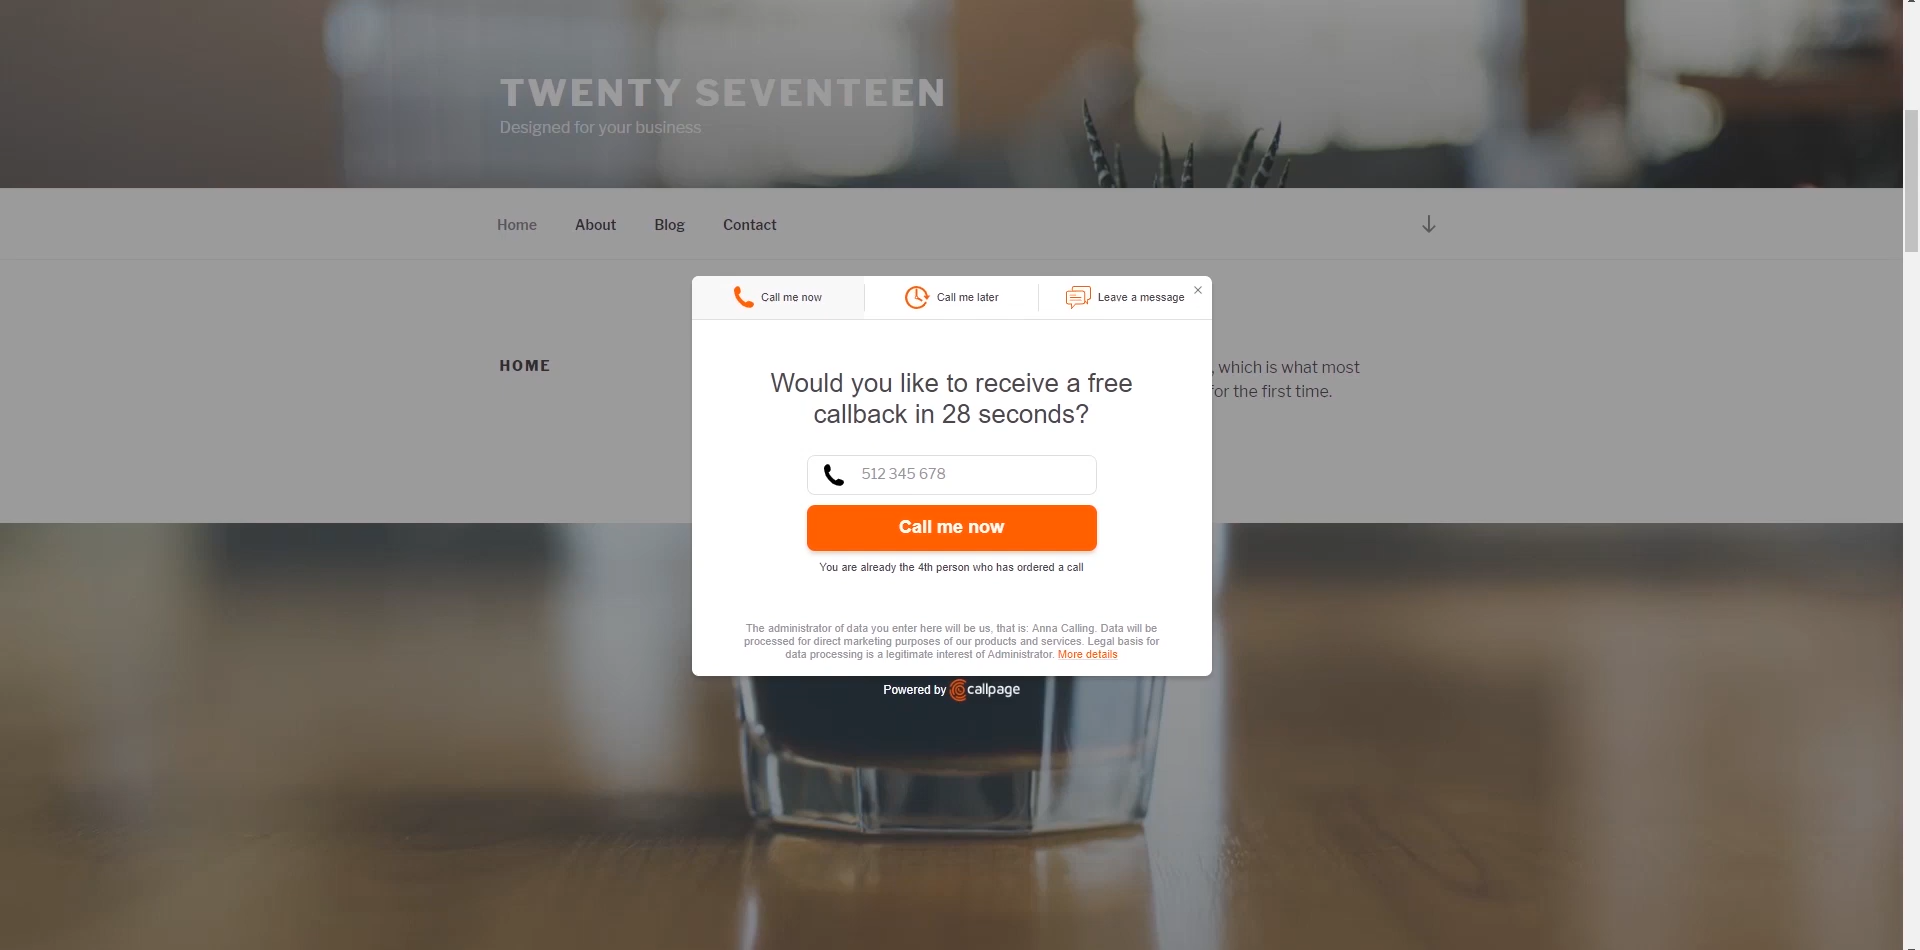 TWENTY SEVENTEEN
Designed for your business
Home
About
Blog
Contact
Call me now
Call me later
Leave a message
×
HOME
, which is what most
for the first time.
Would you like to receive a free
callback in 28 seconds?
512 345 678
Call me now
You are already the 4th person who has ordered a call
The administrator of data you enter here will be us, that is: Anna Calling. Data will be
processed for direct marketing purposes of our products and services. Legal basis for
data processing is a legitimate interest of Administrator. More details
Powered by callpage